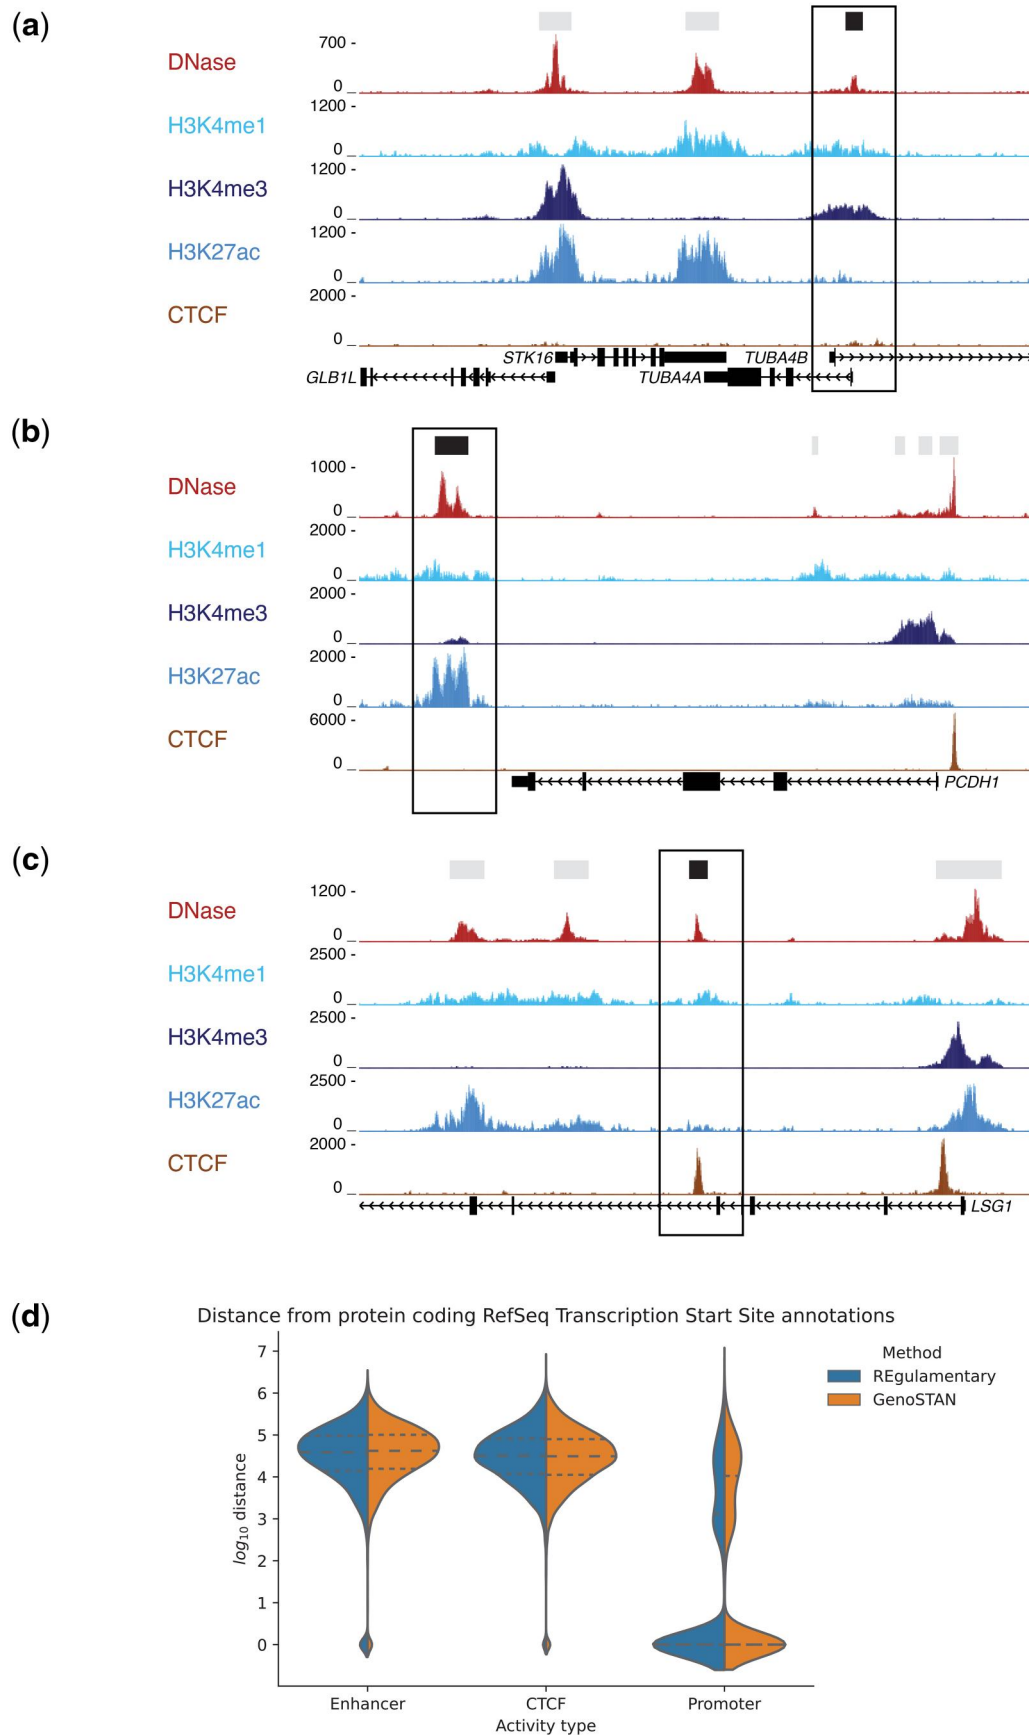 (a)
700 -
DNase
0
1200 -
H3K4me1
0
1200 -
H3K4me3
0
1200 -
H3K27ac
0
2000 -
CTCF
0
STK16 TUBA4B
GLB1L TUBA4A
(b)
1000 -
DNase
0
2000 -
H3K4me1
0
2000 -
H3K4me3
0
2000 -
H3K27ac
0
6000 -
CTCF
0
PCDH1
(c)
1200 -
DNase
0
2500 -
H3K4me1
0
2500 -
H3K4me3
0
2500 -
H3K27ac
0
2000 -
CTCF
0
LSG1
(d)
Distance from protein coding RefSeq Transcription Start Site annotations
Method
REgulamentary
GenoSTAN
7
6
5
4
3
2
1
0
log10 distance
Enhancer CTCF Promoter
Activity type